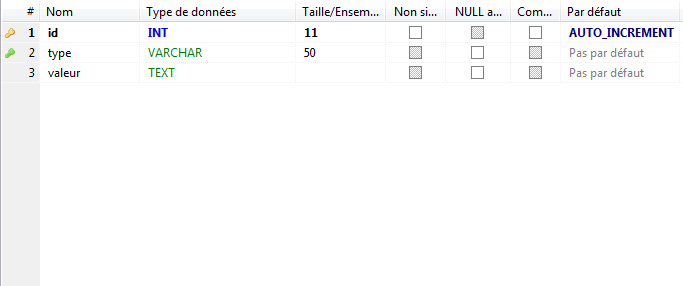 # Nom Type de données Taille/Ensem... Non si... NULL a... Com... Par défaut
1 id INT 11 AUTO_INCREMENT
2 type VARCHAR 50 Pas par défaut
3 valeur TEXT Pas par défaut